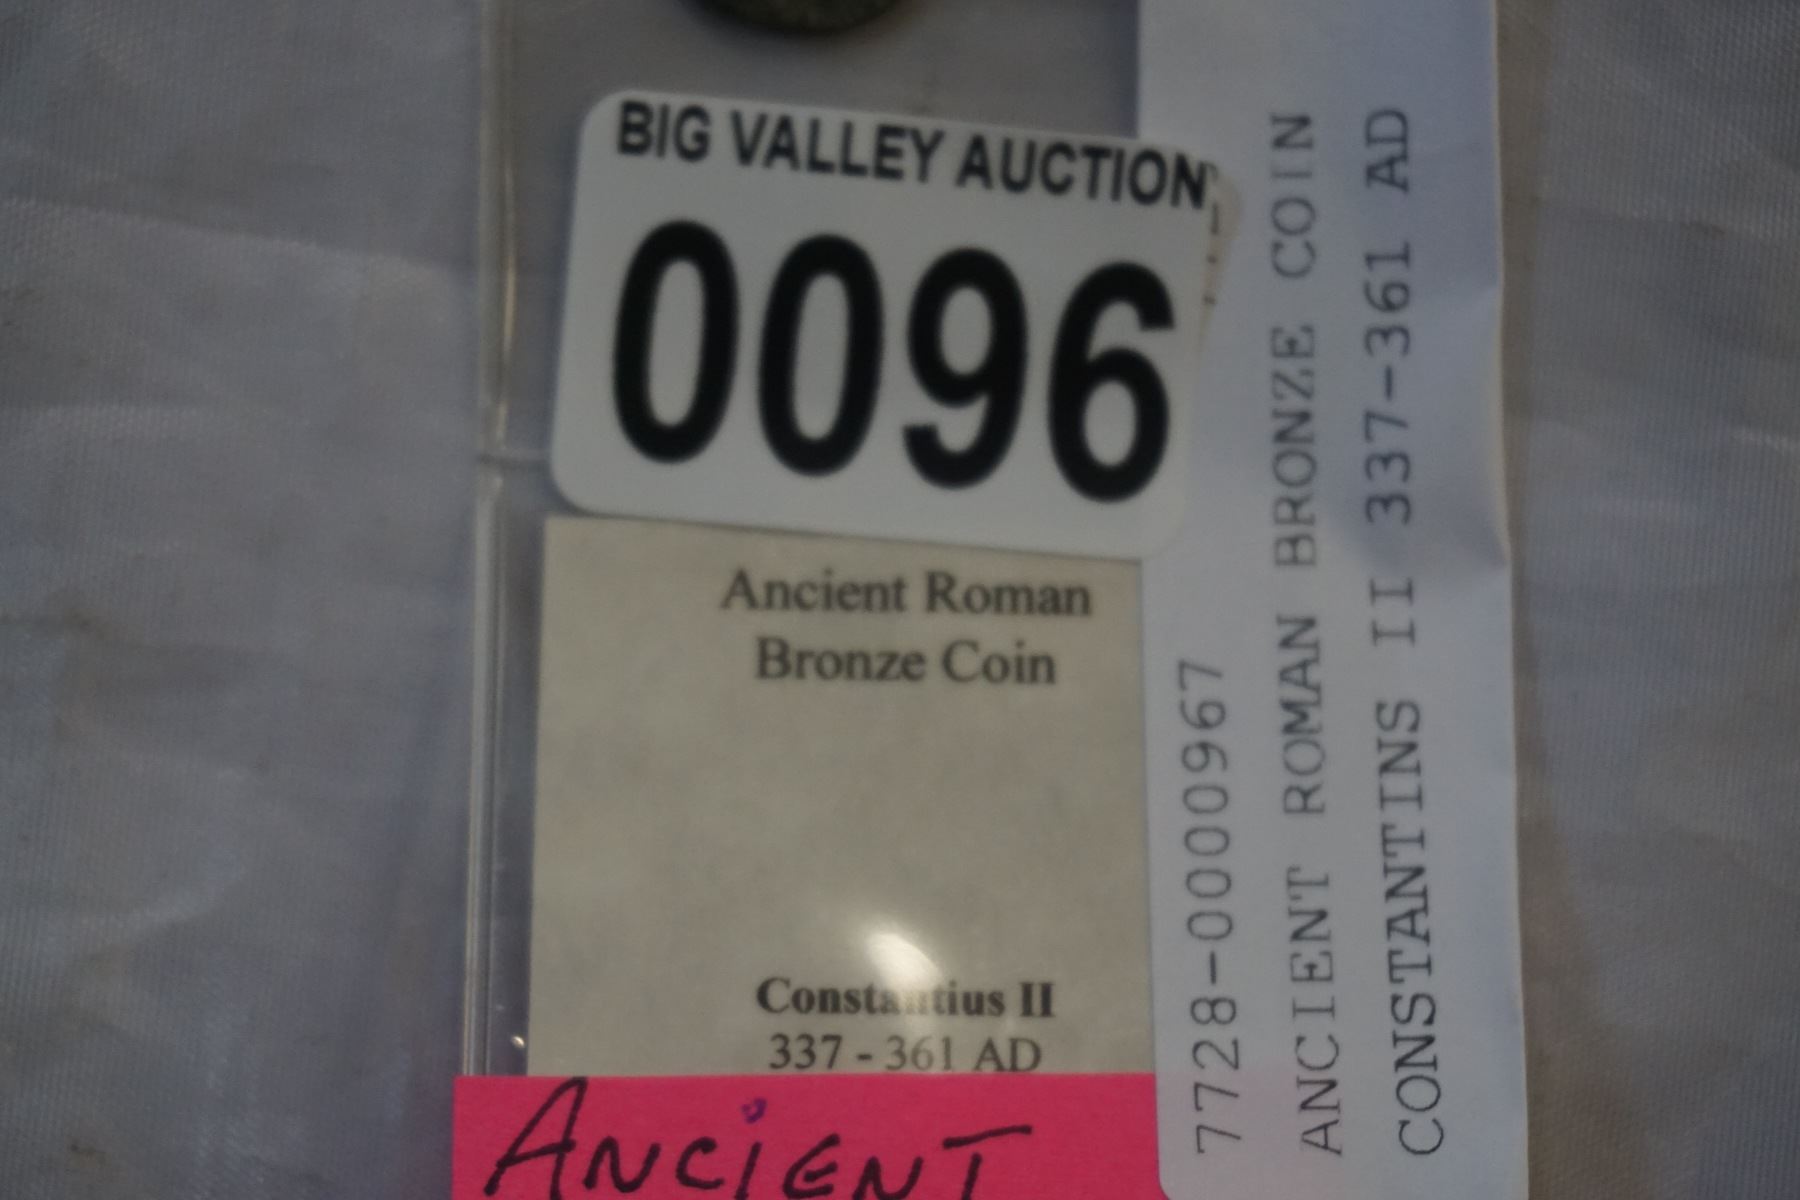 BIG VALLEY AUCTION
0096
Ancient Roman
Bronze Coin
Constantius II
337 - 361 AD
ANCIENT
7728-000967
ANCIENT ROMAN BRONZE COIN
CONSTANTINS II 337-361 AD